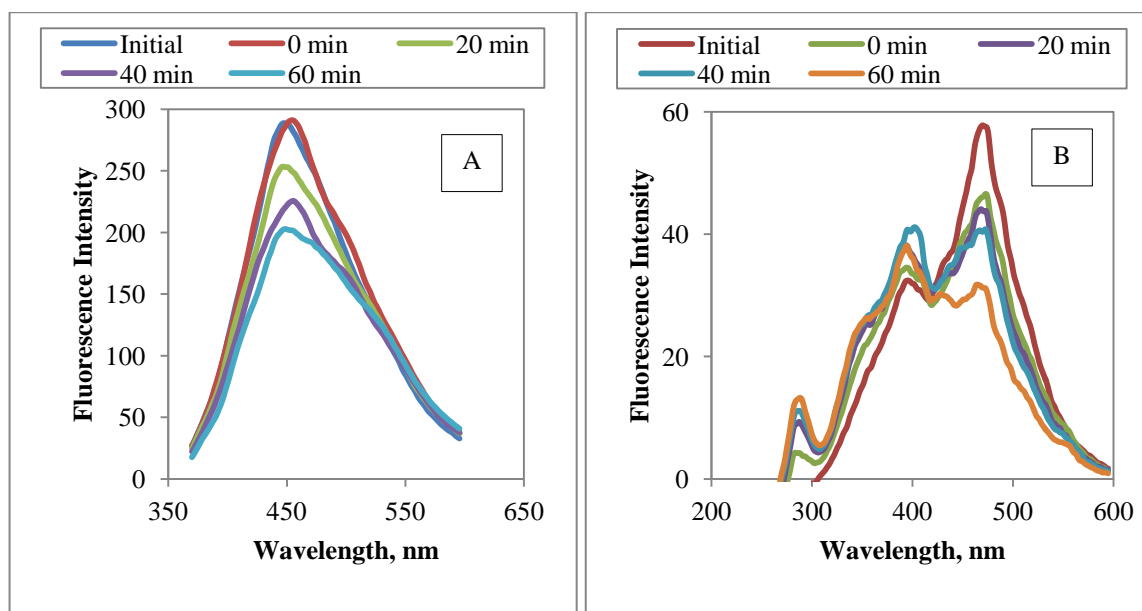 Initial 0 min 20 min
40 min 60 min
300
250
200
150
100
50
0
350 450 550 650
Fluorescence Intensity
Wavelength, nm
A
Initial 0 min 20 min
40 min 60 min
60
40
20
0
200 300 400 500 600
Fluorescence Intensity
Wavelength, nm
B